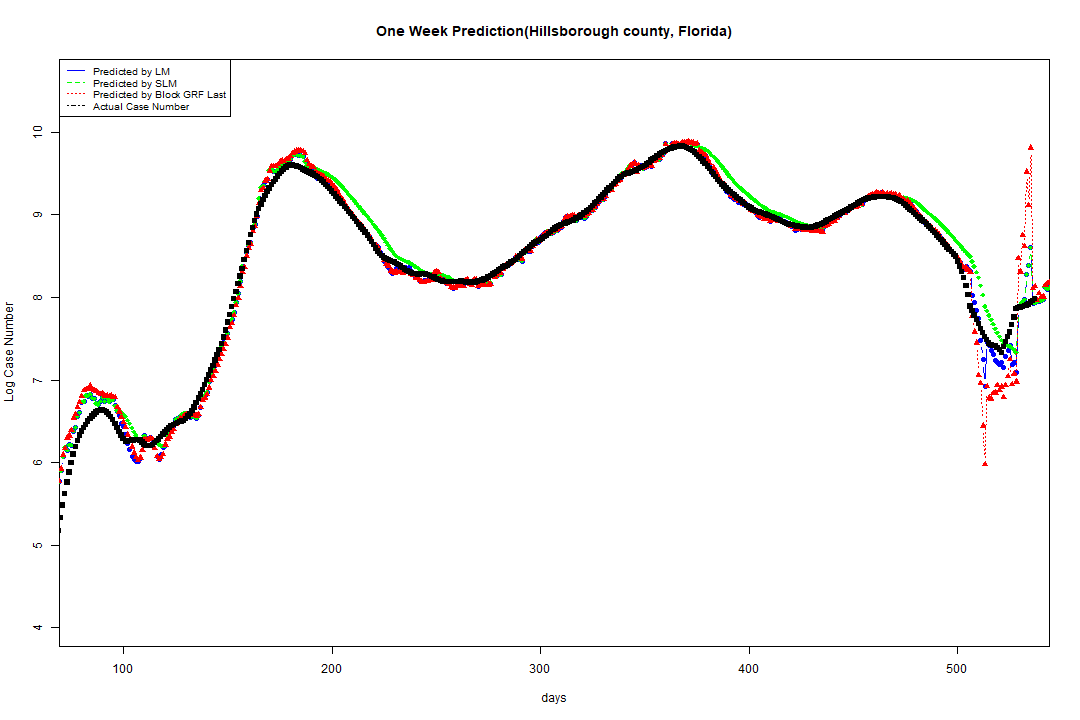 One Week Prediction(Hillsborough county, Florida)
Predicted by LM
Predicted by SLM
Predicted by Block GRF Last
Actual Case Number
Log Case Number
10
9
8
7
6
5
4
100 200 300 400 500
days